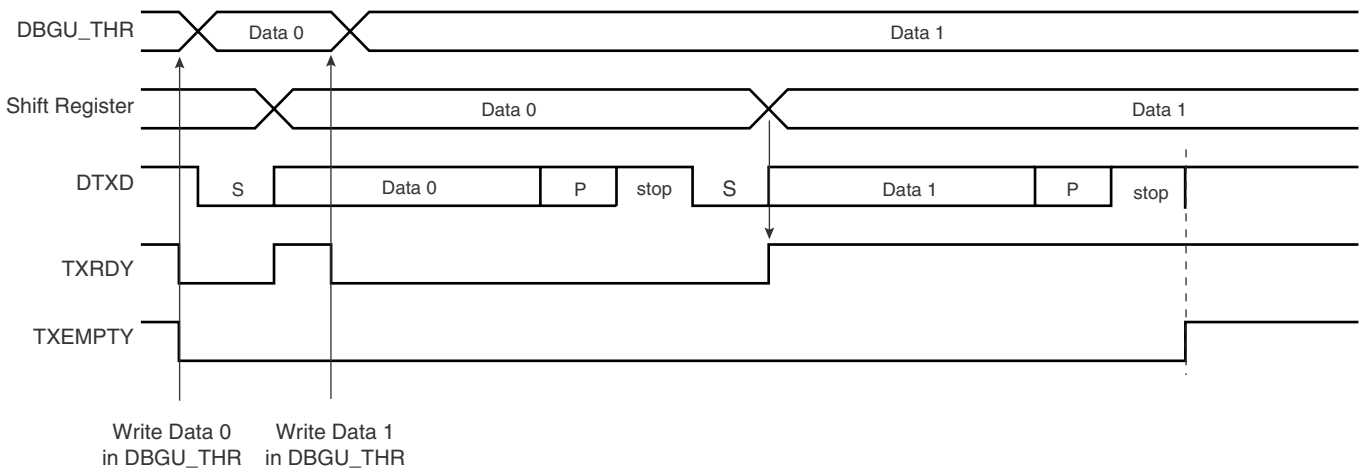 DBGU_THR
Data 0
Data 1
Shift Register
Data 0
Data 1
DTXD
S
Data 0
P
stop
S
Data 1
P
stop
TXRDY
TXEMPTY
Write Data 0
in DBGU_THR
Write Data 1
in DBGU_THR